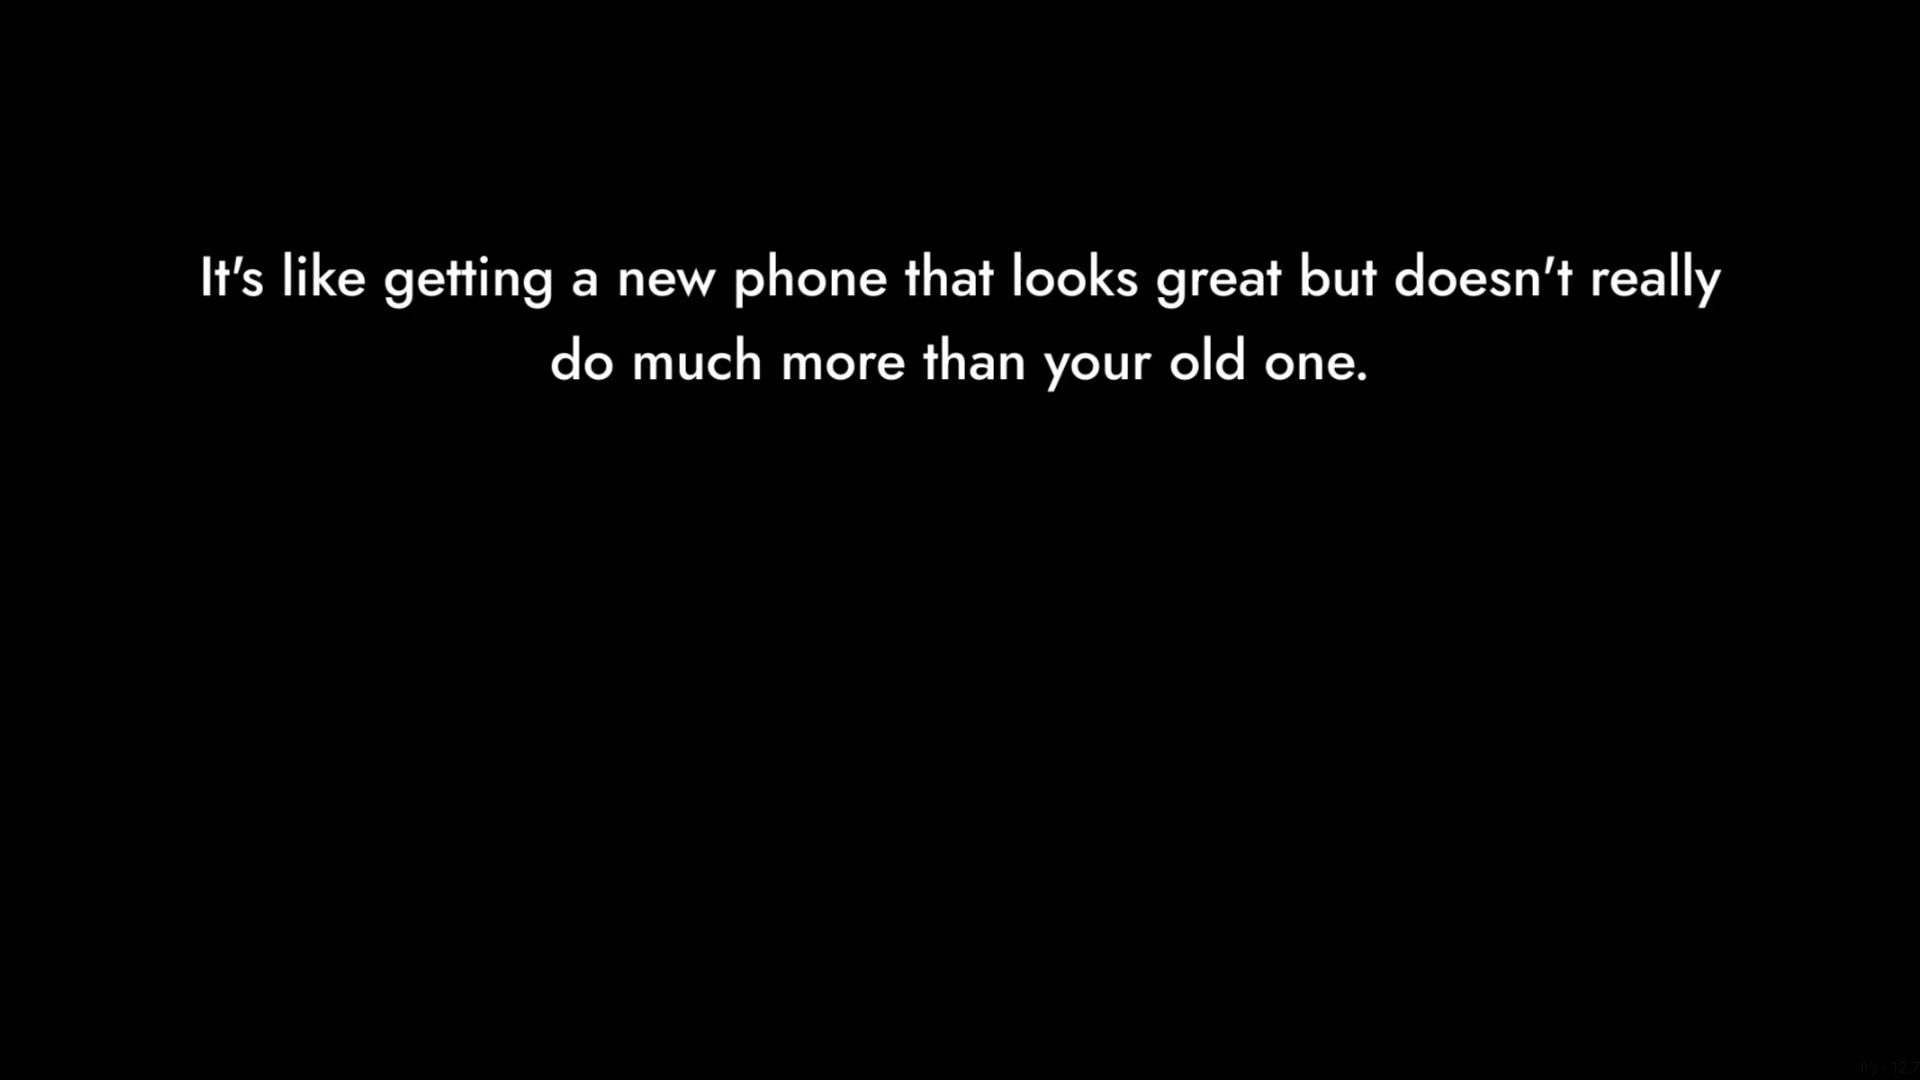 It's like getting a new phone that looks great but doesn't really
do much more than your old one.